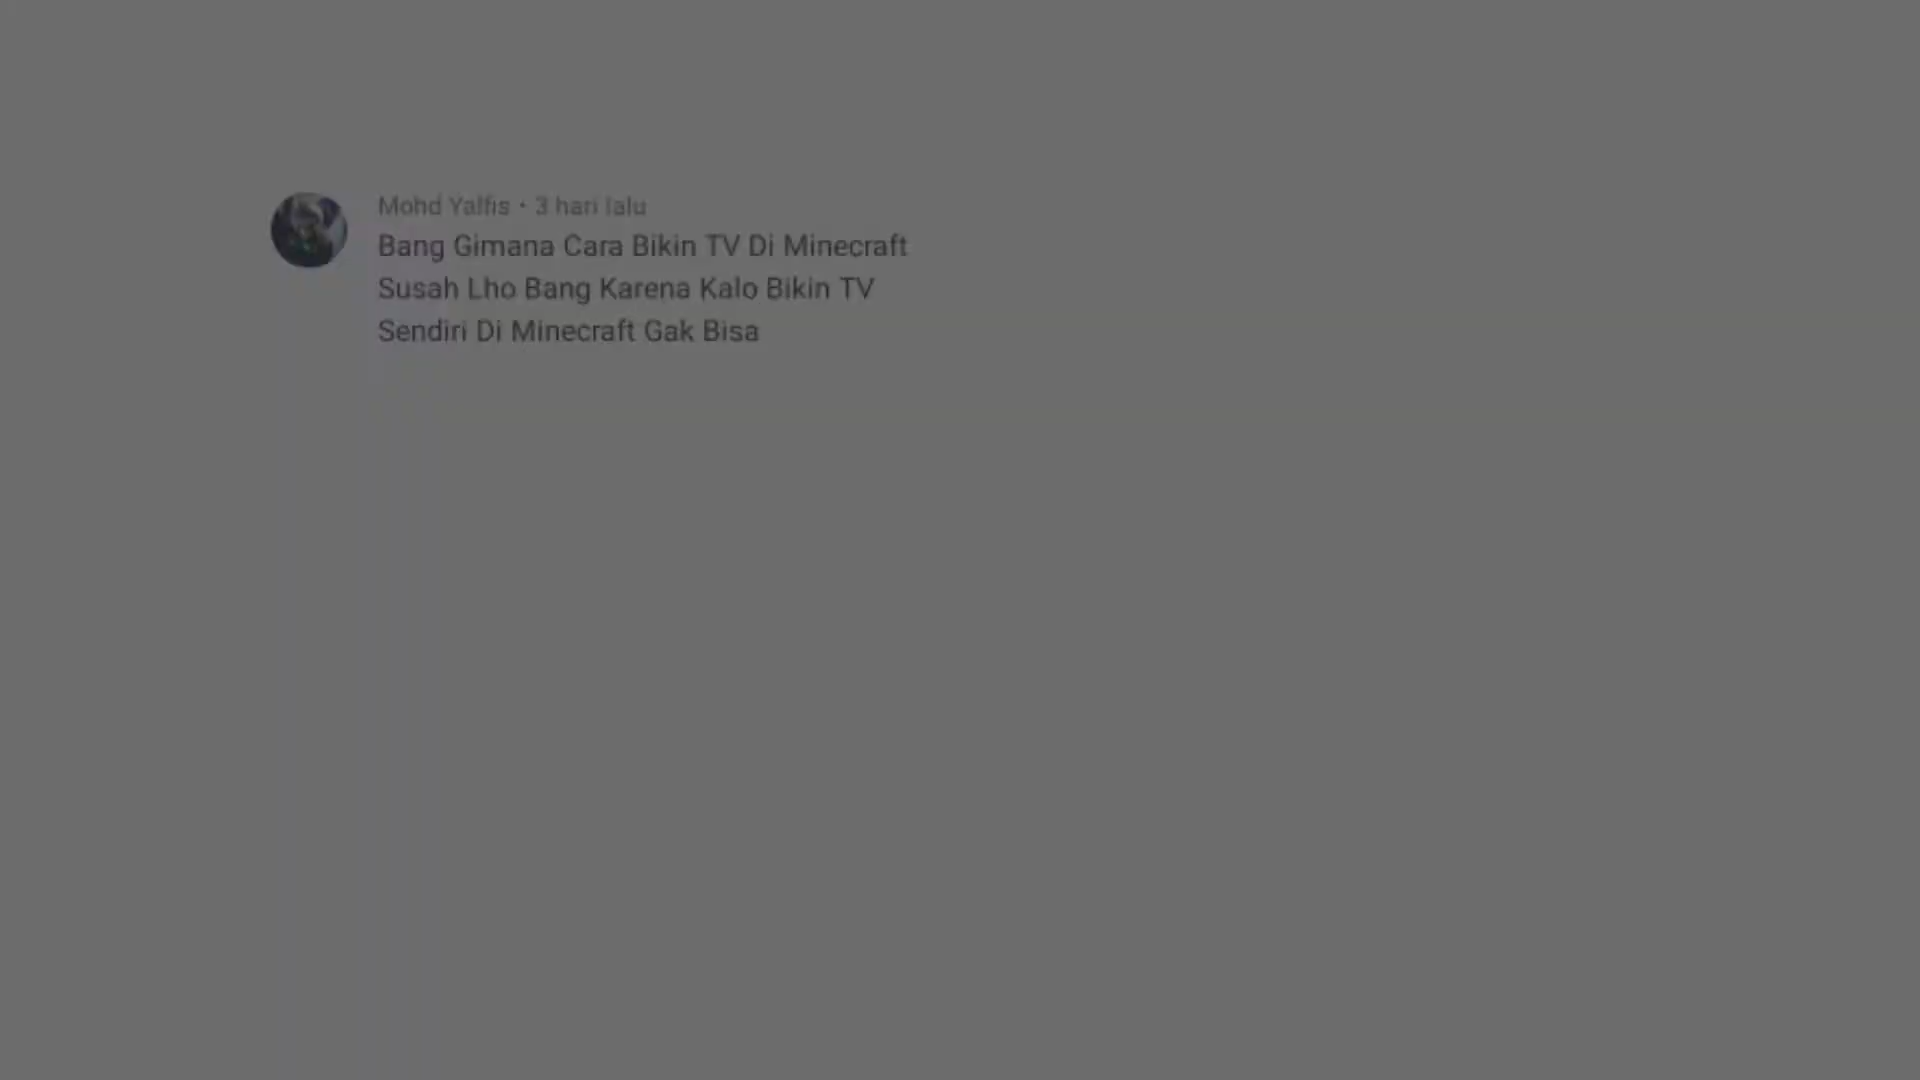 Mohd Yalfis • 3 hari lalu
Bang Gimana Cara Bikin TV Di Minecraft
Susah Lho Bang Karena Kalo Bikin TV
Sendiri Di Minecraft Gak Bisa